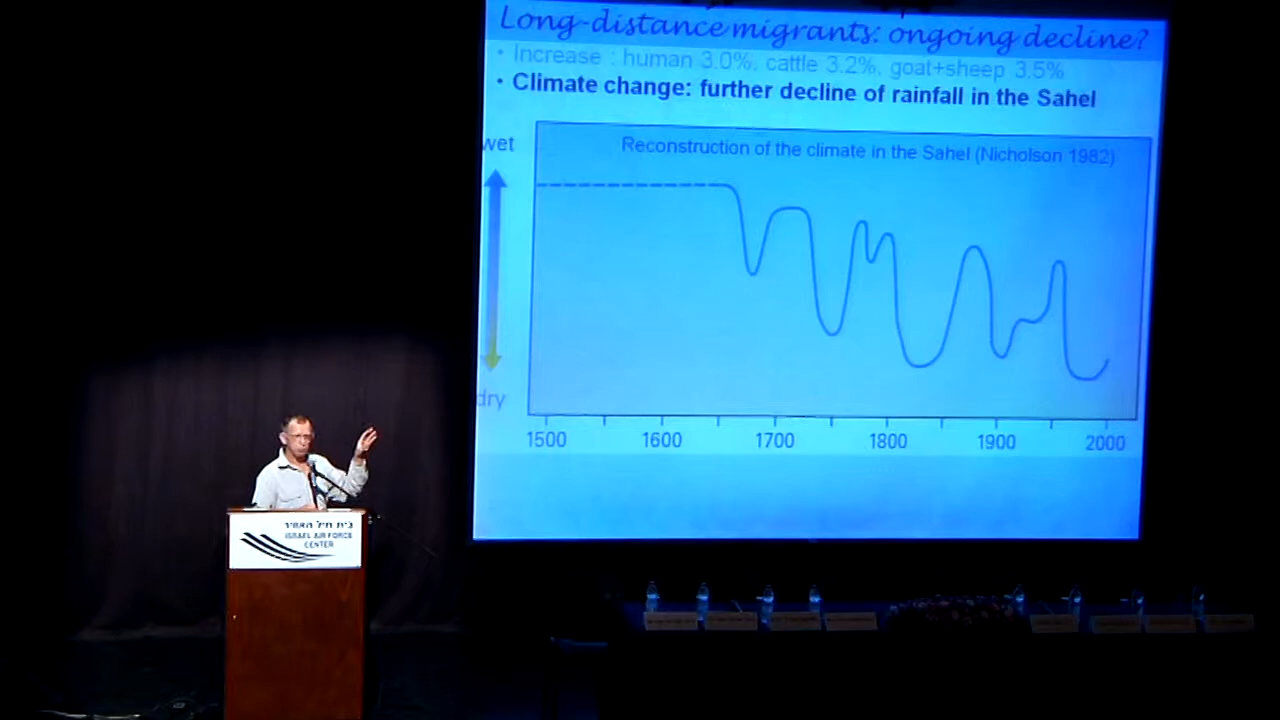 Long-distance migrants: ongoing decline?
• Increase : human 3.0%, cattle 3.2%, goat+sheep 3.5%
• Climate change: further decline of rainfall in the Sahel
wet
Reconstruction of the climate in the Sahel (Nicholson 1982)
dry
1500 1600 1700 1800 1900 2000
בית חיל האוויר
ISRAEL AIR FORCE
CENTER